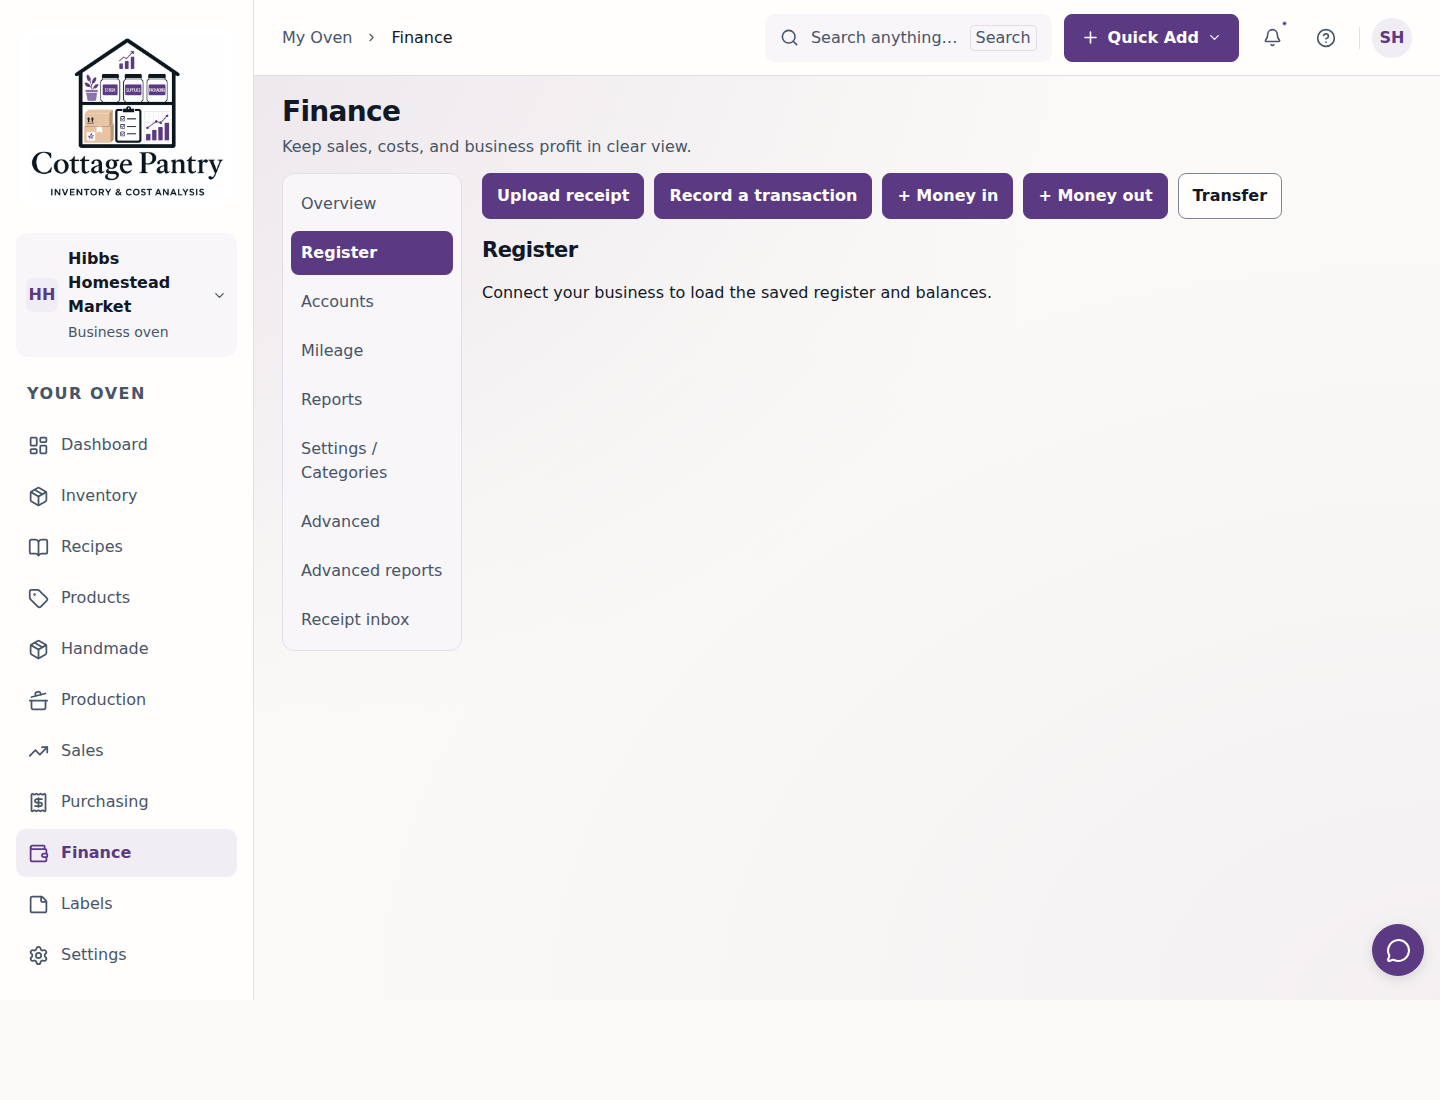 Cottage Pantry
INVENTORY & COST ANALYSIS
HH
Hibbs
Homestead
Market
Business oven
YOUR OVEN
Dashboard
Inventory
Recipes
Products
Handmade
Production
Sales
Purchasing
Finance
Labels
Settings
My Oven > Finance
Search anything... Search
+ Quick Add
SH
Finance
Keep sales, costs, and business profit in clear view.
Overview
Register
Accounts
Mileage
Reports
Settings /
Categories
Advanced
Advanced reports
Receipt inbox
Upload receipt
Record a transaction
+ Money in
+ Money out
Transfer
Register
Connect your business to load the saved register and balances.